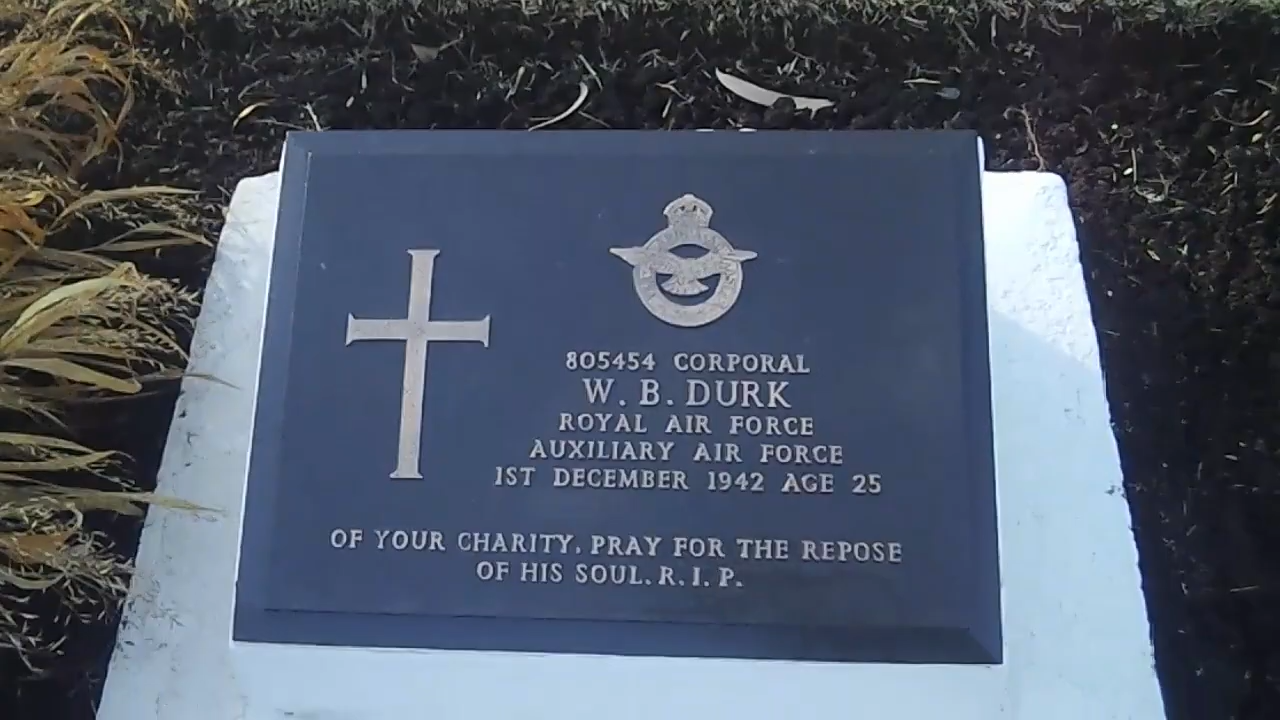 805454 CORPORAL
W. B. DURK
ROYAL AIR FORCE
AUXILIARY AIR FORCE
1ST DECEMBER 1942 AGE 25
OF YOUR CHARITY, PRAY FOR THE REPOSE
OF HIS SOUL. R. I. P.